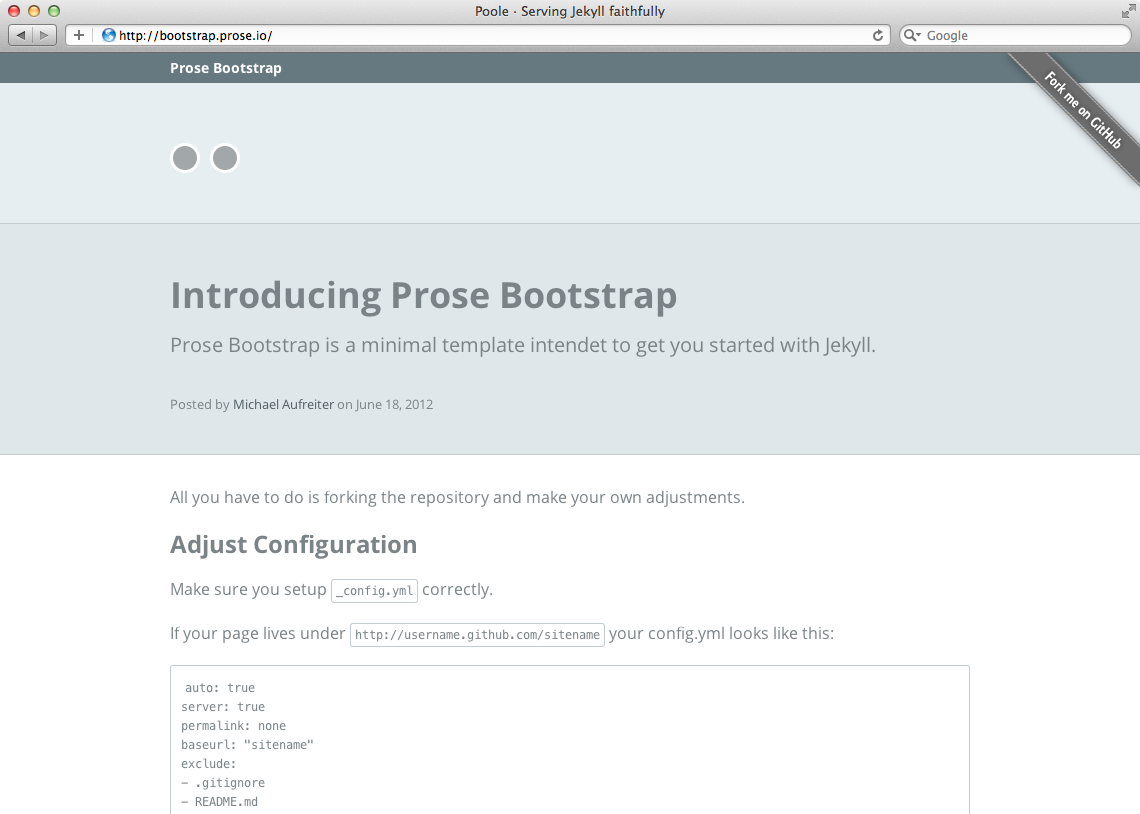 Poole · Serving Jekyll faithfully
http://bootstrap.prose.io/
Google
Prose Bootstrap
Fork me on GitHub
Introducing Prose Bootstrap
Prose Bootstrap is a minimal template intendet to get you started with Jekyll.
Posted by Michael Aufreiter on June 18, 2012
All you have to do is forking the repository and make your own adjustments.
Adjust Configuration
Make sure you setup _config.yml correctly.
If your page lives under http://username.github.com/sitename your config.yml looks like this:
auto: true
server: true
permalink: none
baseurl: "sitename"
exclude:
- .gitignore
- README.md